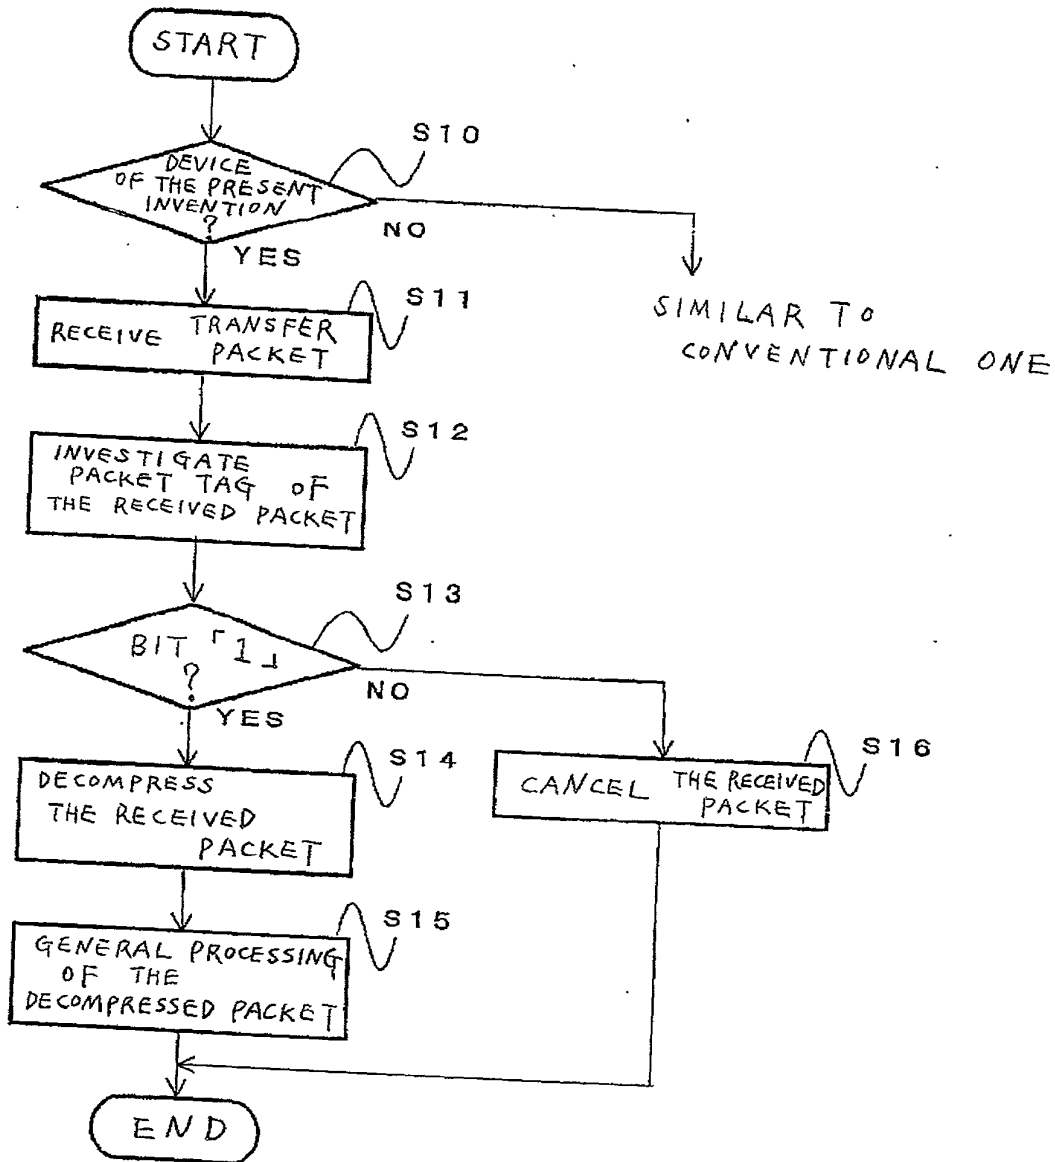 START
S10
DEVICE
OF THE PRESENT
INVENTION
?
NO
YES
S11
RECEIVE TRANSFER
PACKET
SIMILAR TO
CONVENTIONAL ONE
S12
INVESTIGATE
PACKET TAG OF
THE RECEIVED PACKET
S13
BIT「1」
?
NO
YES
S14
DECOMPRESS
THE RECEIVED
PACKET
S16
CANCEL THE RECEIVED
PACKET
S15
GENERAL PROCESSING
OF THE
DECOMPRESSED PACKET
END